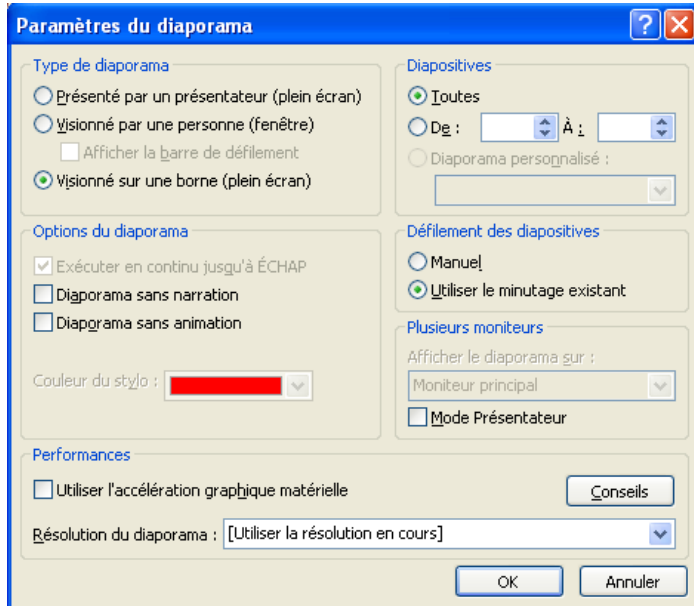 Paramètres du diaporama
Type de diaporama
Présenté par un présentateur (plein écran)
Visionné par une personne (fenêtre)
Afficher la barre de défilement
Visionné sur une borne (plein écran)
Diapositives
Toutes
De : À :
Diaporama personnalisé :
Options du diaporama
Exécuter en continu jusqu'à ÉCHAP
Diaporama sans narration
Diaporama sans animation
Couleur du stylo :
Défilement des diapositives
Manuel
Utiliser le minutage existant
Plusieurs moniteurs
Afficher le diaporama sur :
Moniteur principal
Mode Présentateur
Performances
Utiliser l'accélération graphique matérielle
Conseils
Résolution du diaporama : [Utiliser la résolution en cours]
OK Annuler